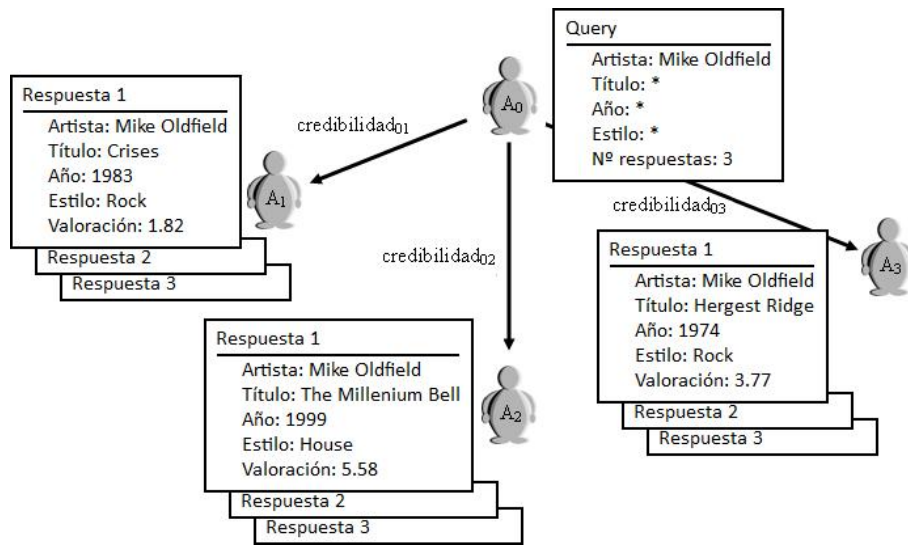 Query
Artista: Mike Oldfield
Título: *
Año: *
Estilo: *
Nº respuestas: 3
A0
credibilidad01
Respuesta 1
Artista: Mike Oldfield
Título: Crises
Año: 1983
Estilo: Rock
Valoración: 1.82
Respuesta 2
Respuesta 3
A1
credibilidad02
credibilidad03
A3
Respuesta 1
Artista: Mike Oldfield
Título: Hergest Ridge
Año: 1974
Estilo: Rock
Valoración: 3.77
Respuesta 2
Respuesta 3
Respuesta 1
Artista: Mike Oldfield
Título: The Millenium Bell
Año: 1999
Estilo: House
Valoración: 5.58
Respuesta 2
Respuesta 3
A2